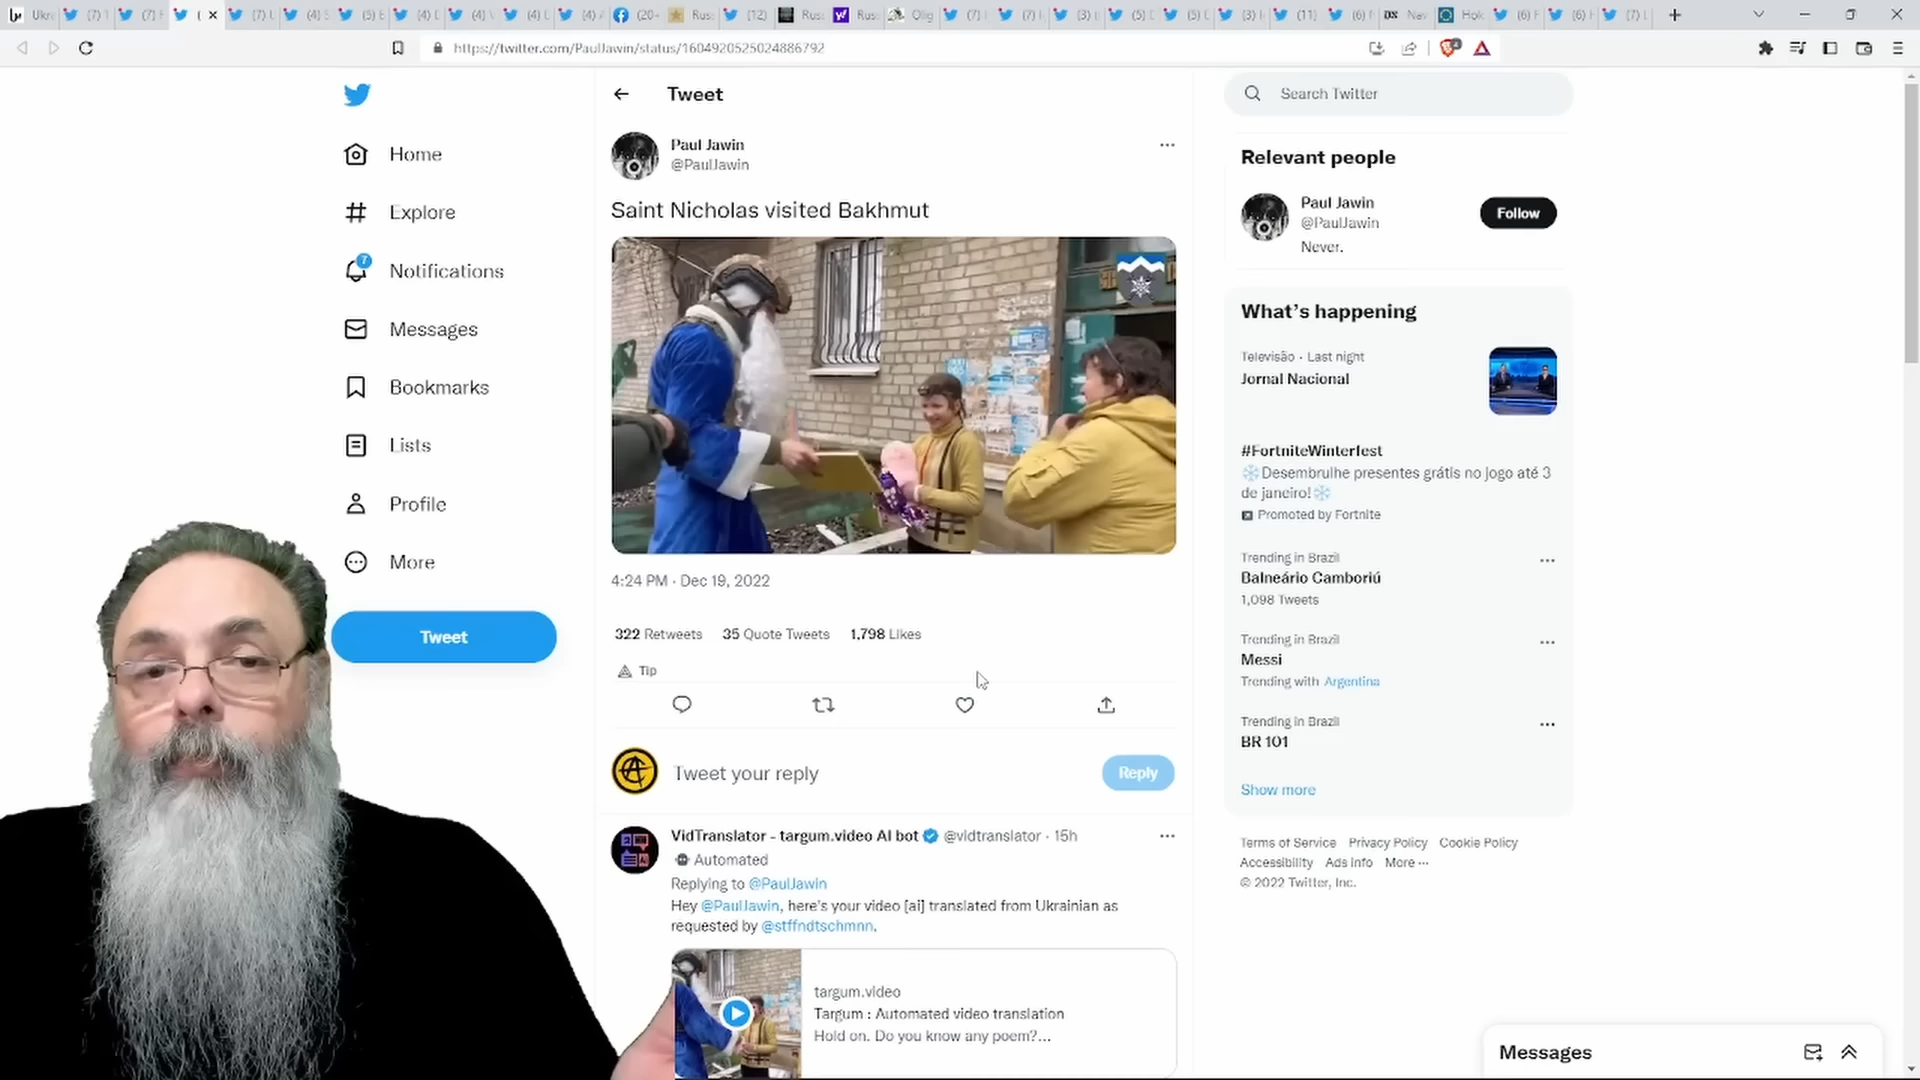 https://twitter.com/PaulJawin/status/1604920525024886792
Home
Explore
7
Notifications
Messages
Bookmarks
Lists
Profile
More
Tweet
Tweet
Paul Jawin
@PaulJawin
Saint Nicholas visited Bakhmut
4:24 PM · Dec 19, 2022
322 Retweets 35 Quote Tweets 1,798 Likes
Tip
Tweet your reply
Reply
VidTranslator - targum.video AI bot @vidtranslator · 15h
Automated
Replying to @PaulJawin
Hey @PaulJawin, here's your video [ai] translated from Ukrainian as
requested by @stffndtschmnn.
targum.video
Targum : Automated video translation
Hold on. Do you know any poem?...
Search Twitter
Relevant people
Paul Jawin
@PaulJawin
Follow
Never.
What's happening
Televisão · Last night
Jornal Nacional
#FortniteWinterfest
❄️Desembrulhe presentes grátis no jogo até 3
de janeiro!❄️
Promoted by Fortnite
Trending in Brazil
Balneário Camboriú
1,098 Tweets
Trending in Brazil
Messi
Trending with Argentina
Trending in Brazil
BR 101
Show more
Terms of Service Privacy Policy Cookie Policy
Accessibility Ads info More ···
© 2022 Twitter, Inc.
Messages